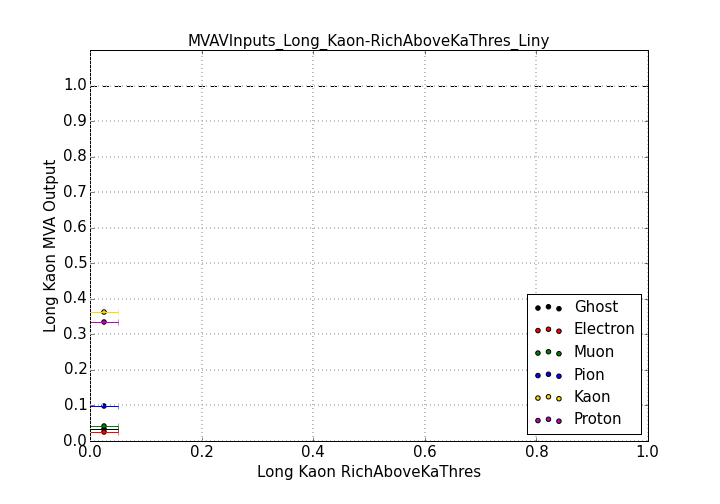 MVAVInputs_Long_Kaon-RichAboveKaThres_Liny
Long Kaon MVA Output
1.0
0.9
0.8
0.7
0.6
0.5
0.4
0.3
0.2
0.1
0.0
0.0 0.2 0.4 0.6 0.8 1.0
Long Kaon RichAboveKaThres
Ghost
Electron
Muon
Pion
Kaon
Proton